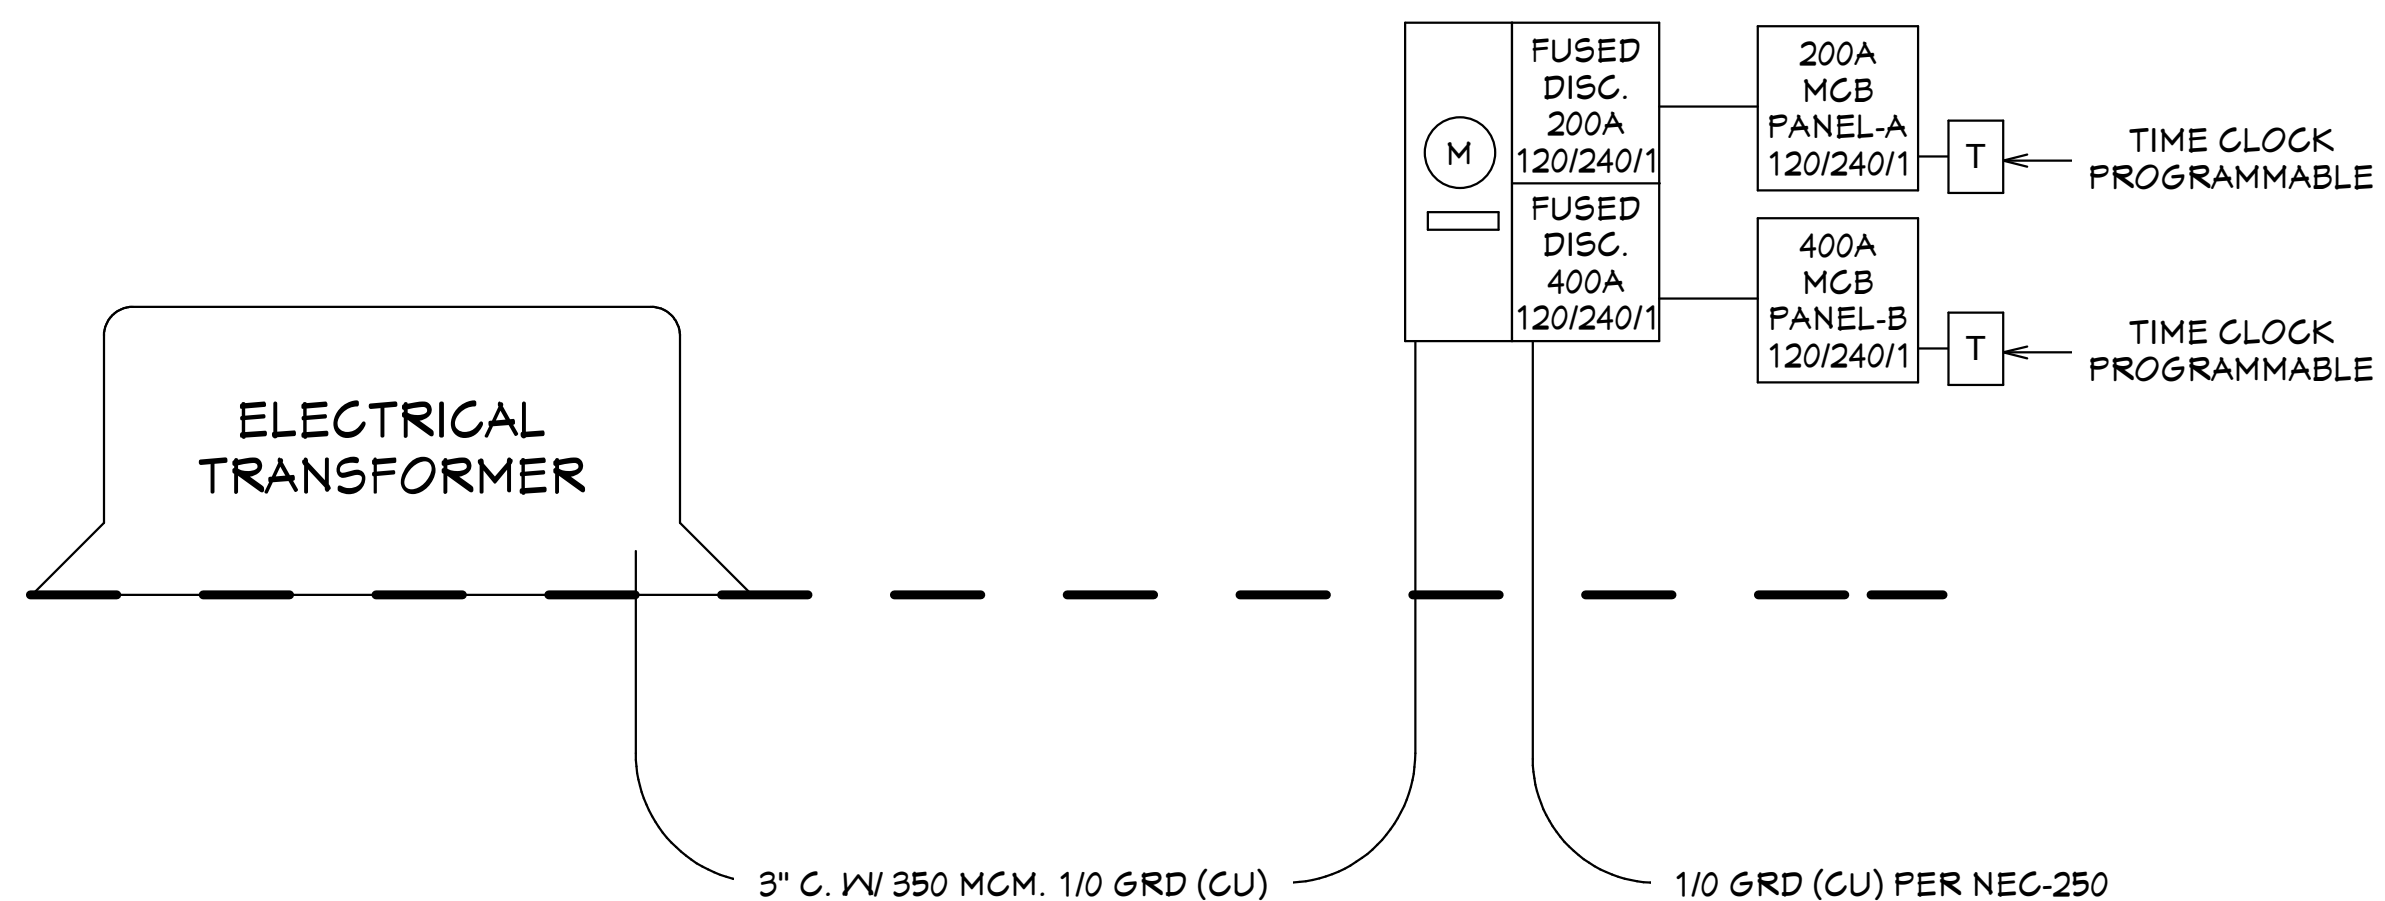 FUSED
DISC.
200A
120/240/1
200A
MCB
PANEL-A
120/240/1
M
T
TIME CLOCK
PROGRAMMABLE
FUSED
DISC.
400A
120/240/1
400A
MCB
PANEL-B
120/240/1
T
TIME CLOCK
PROGRAMMABLE
ELECTRICAL
TRANSFORMER
3" C. W/ 350 MCM. 1/0 GRD (CU)
1/0 GRD (CU) PER NEC-250